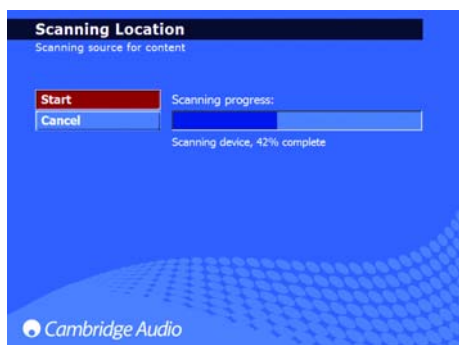 Scanning Location
Scanning source for content
Start
Cancel
Scanning progress:
Scanning device, 42% complete
Cambridge Audio